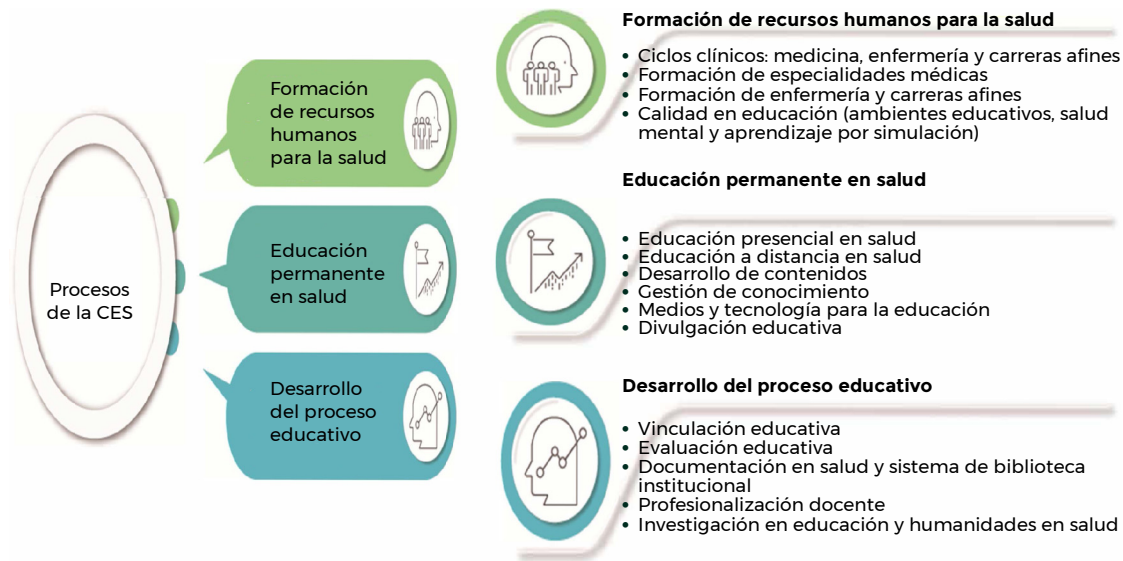 Procesos
de la CES
Formación
de recursos
humanos
para la salud
Educación
permanente
en salud
Desarrollo
del proceso
educativo
Formación de recursos humanos para la salud
• Ciclos clínicos: medicina, enfermería y carreras afines
• Formación de especialidades médicas
• Formación de enfermería y carreras afines
• Calidad en educación (ambientes educativos, salud
mental y aprendizaje por simulación)
Educación permanente en salud
• Educación presencial en salud
• Educación a distancia en salud
• Desarrollo de contenidos
• Gestión de conocimiento
• Medios y tecnología para la educación
• Divulgación educativa
Desarrollo del proceso educativo
• Vinculación educativa
• Evaluación educativa
• Documentación en salud y sistema de biblioteca
institucional
• Profesionalización docente
• Investigación en educación y humanidades en salud